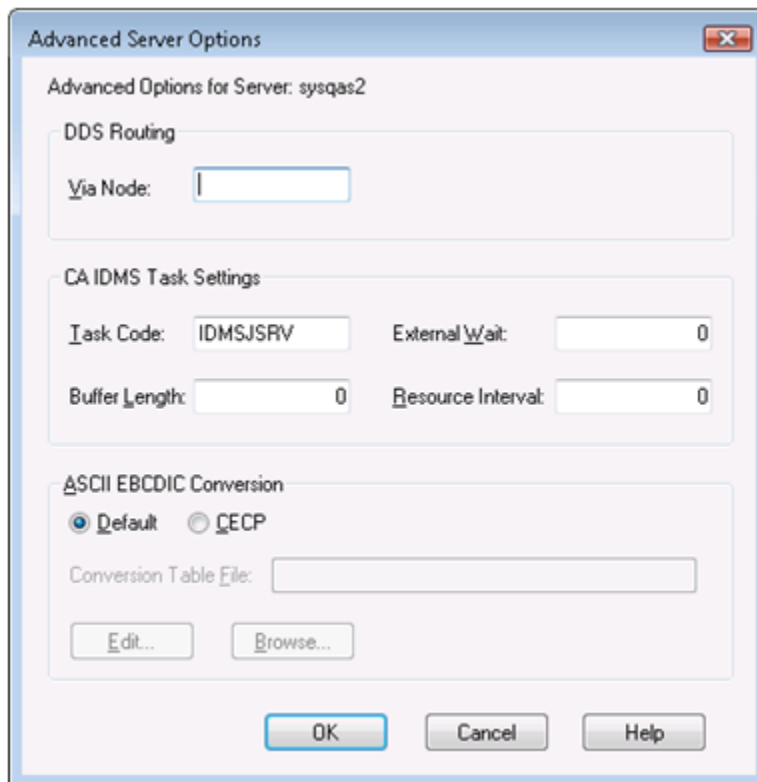 Advanced Server Options
Advanced Options for Server: sysqas2
DDS Routing
Via Node:
CA IDMS Task Settings
Task Code: IDMSJSRV External Wait: 0
Buffer Length: 0 Resource Interval: 0
ASCII EBCDIC Conversion
Default CECP
Conversion Table File:
Edit... Browse...
OK Cancel Help